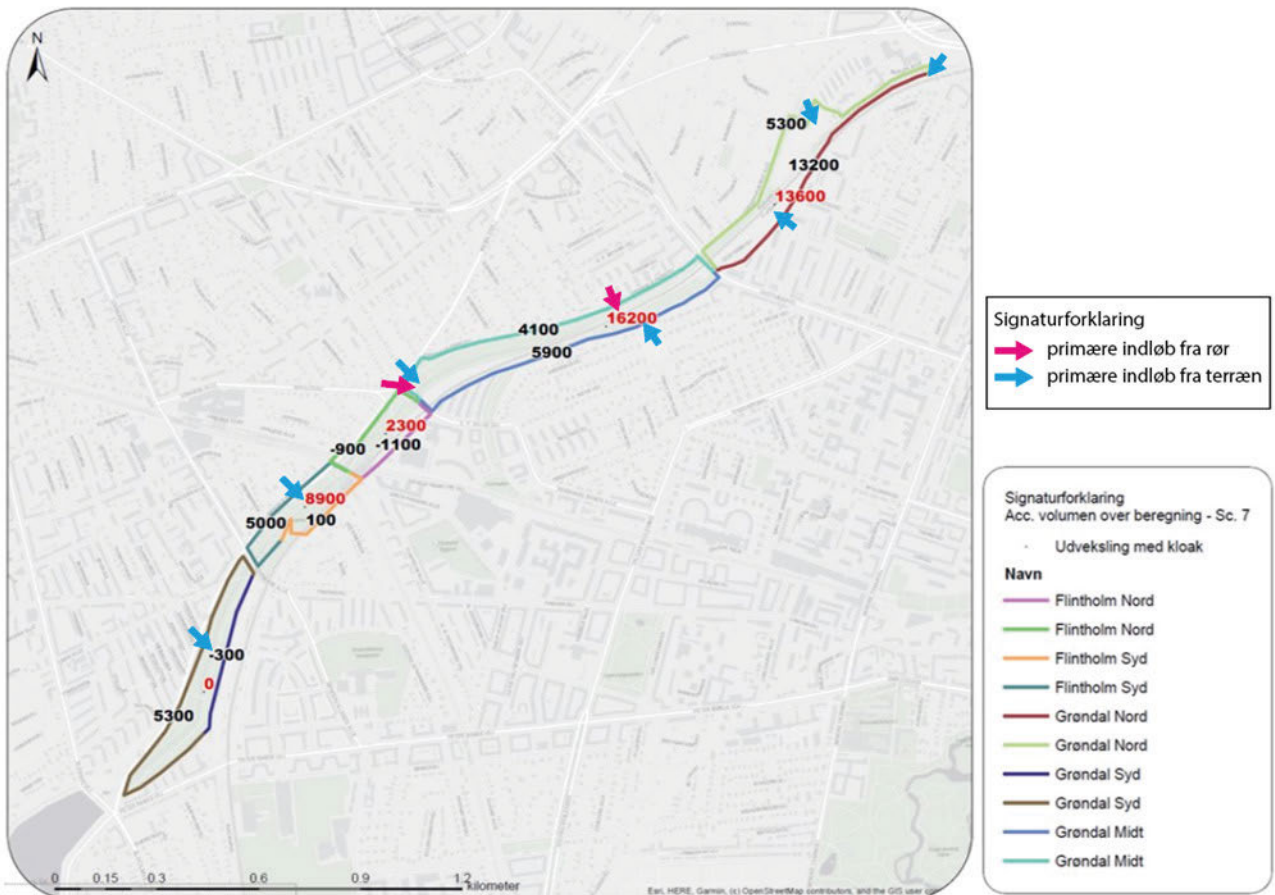 N
5300
13200
13600
16200
4100
5900
2300
-900
-1100
8900
5000
100
-300
0
5300
0 0.15 0.3 0.6 0.9 1.2
kilometer
Esri, HERE, Garmin, (c) OpenStreetMap contributors, and the GIS user
Signaturforklaring
primære indløb fra rør
primære indløb fra terræn
Signaturforklaring
Acc. volumen over beregning - Sc. 7
Udveksling med kloak
Navn
Flintholm Nord
Flintholm Nord
Flintholm Syd
Flintholm Syd
Grøndal Nord
Grøndal Nord
Grøndal Syd
Grøndal Syd
Grøndal Midt
Grøndal Midt